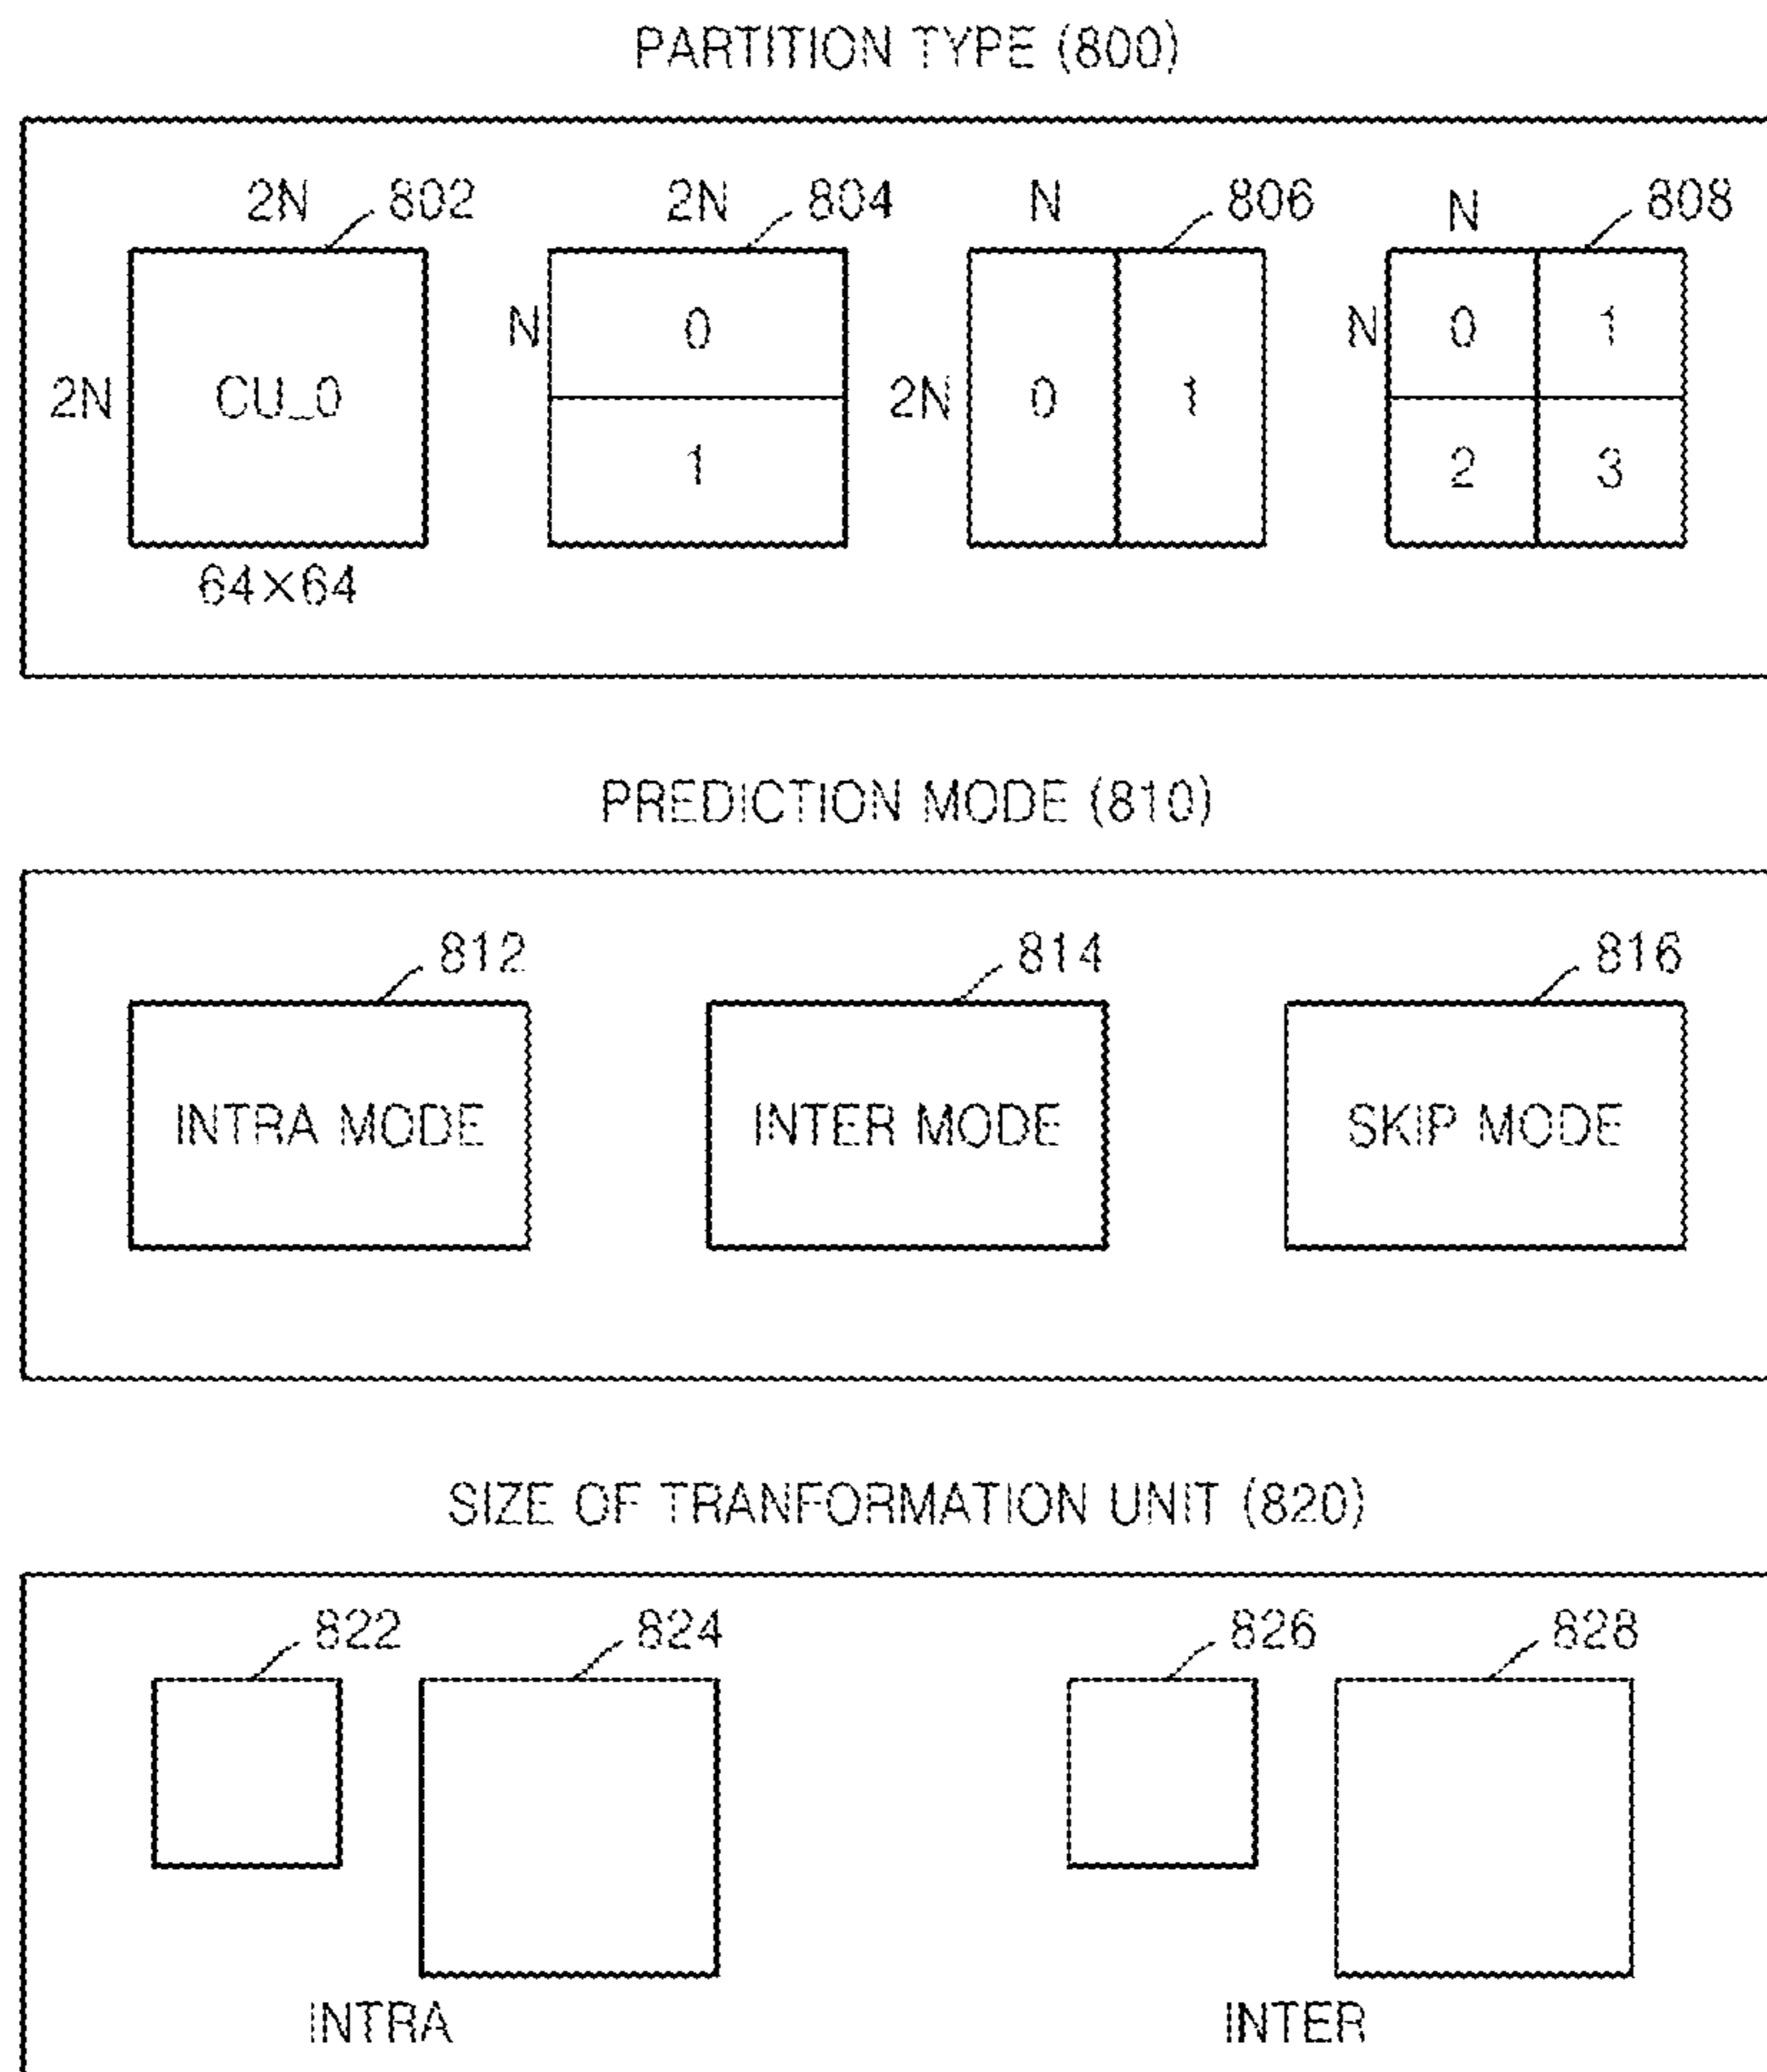 PARTITION TYPE (800)
2N 802 2N 804 N 806 N 808
N 0 N 0 1
2N CU_0 2N 0 1
1 2 3
64×64
PREDICTION MODE (810)
812 814 816
INTRA MODE INTER MODE SKIP MODE
SIZE OF TRANFORMATION UNIT (820)
822 824 826 828
INTRA INTER